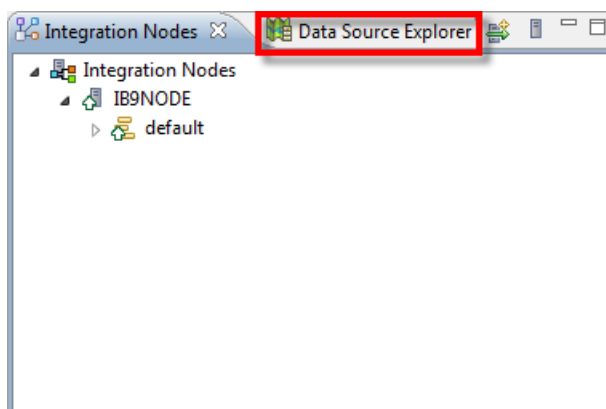 Integration Nodes Data Source Explorer
Integration Nodes
IB9NODE
default